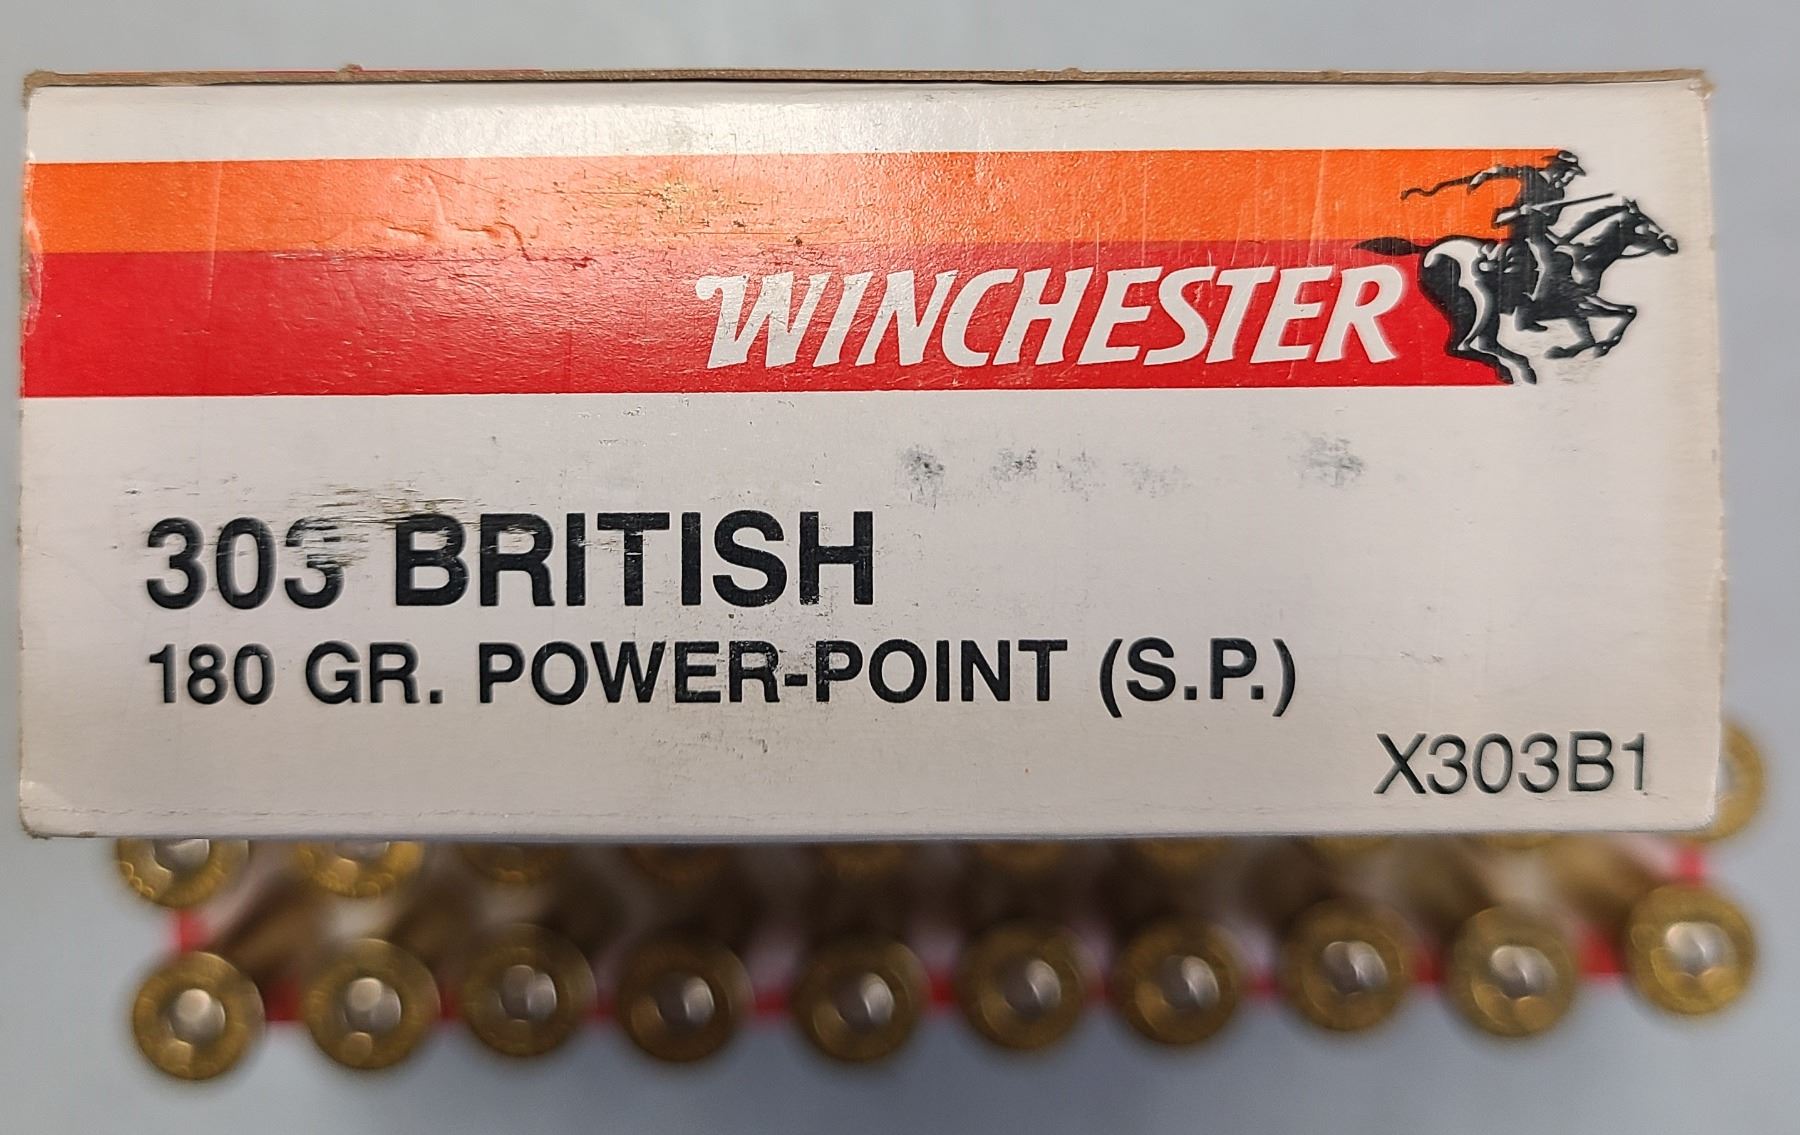 WINCHESTER
303 BRITISH
180 GR. POWER-POINT (S.P.)
X303B1